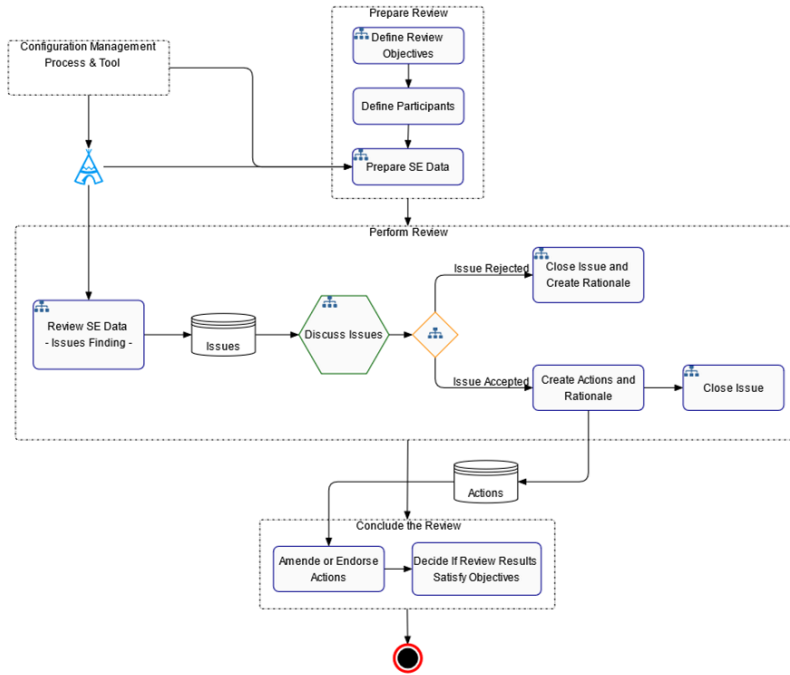 Prepare Review
Define Review
Objectives
Configuration Management
Process & Tool
Define Participants
Prepare SE Data
Perform Review
Issue Rejected
Close Issue and
Create Rationale
Review SE Data
- Issues Finding -
Issues
Discuss Issues
Issue Accepted
Create Actions and
Rationale
Close Issue
Actions
Conclude the Review
Amende or Endorse
Actions
Decide If Review Results
Satisfy Objectives